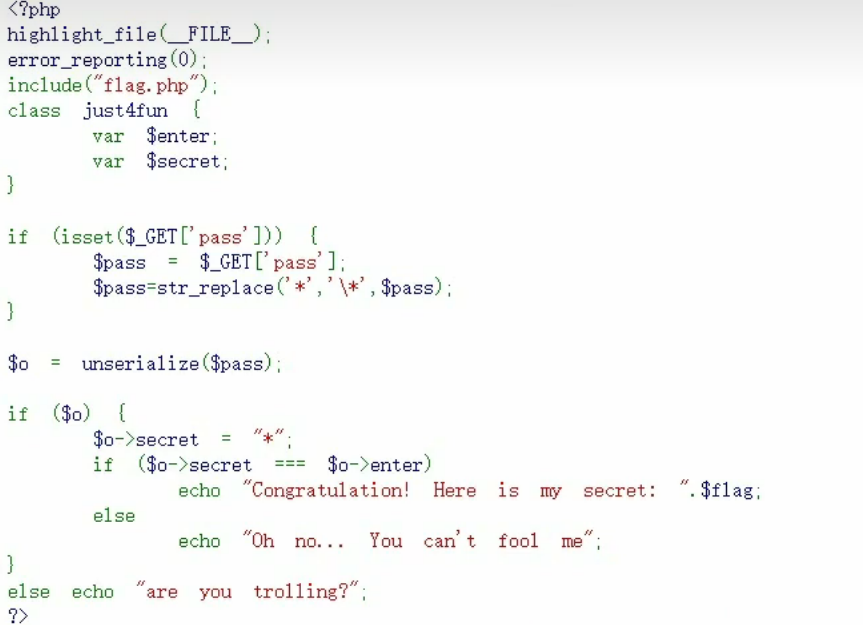 <?php
highlight_file(__FILE__);
error_reporting(0);
include("flag.php");
class just4fun {
        var $enter;
        var $secret;
}

if (isset($_GET['pass'])) {
        $pass = $_GET['pass'];
        $pass=str_replace('*','\*',$pass);
}

$o = unserialize($pass);

if ($o) {
        $o->secret = "*";
        if ($o->secret === $o->enter)
                echo "Congratulation! Here is my secret: ".$flag;
        else
                echo "Oh no... You can't fool me";
}
else echo "are you trolling?";
?>